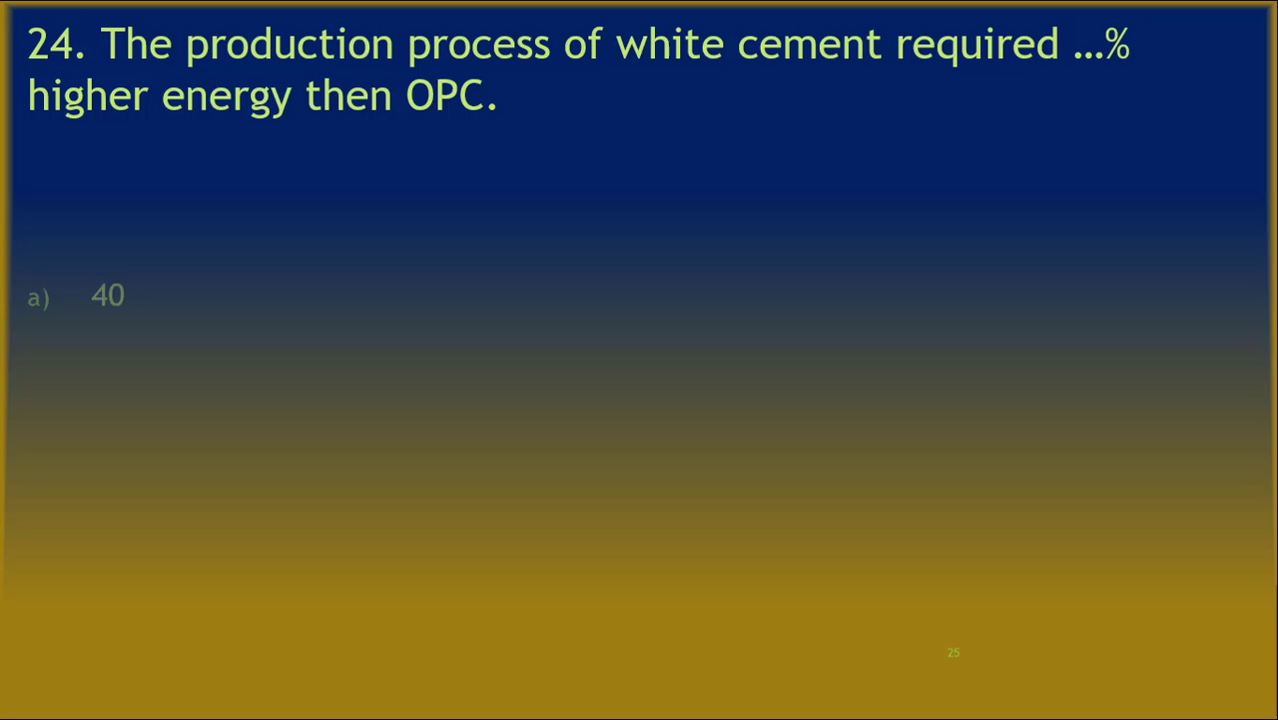 24. The production process of white cement required …%
higher energy then OPC.
a) 40
25